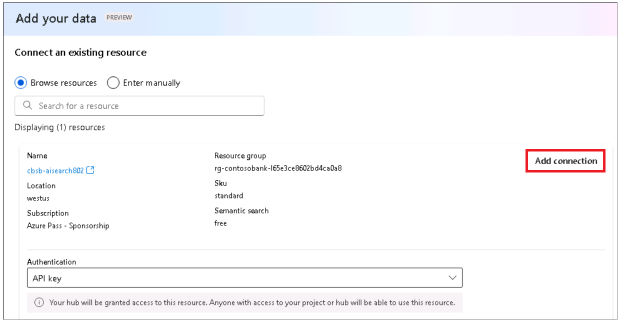 Add your data PREVIEW
Connect an existing resource
Browse resources Enter manually
Search for a resource
Displaying (1) resources
Name
cbsb-aisearch802
Location
westus
Subscription
Azure Pass - Sponsorship
Resource group
rg-contosobank-l65e3ce8602bd4ca0a8
Sku
standard
Semantic search
free
Add connection
Authentication
API key
Your hub will be granted access to this resource. Anyone with access to your project or hub will be able to use this resource.